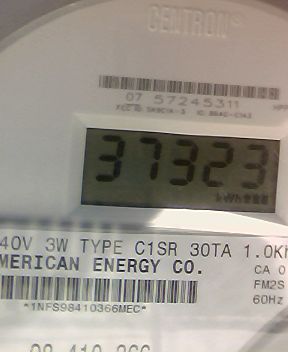 CENTRON®
07 57245311
37323
kWh
40V 3W TYPE C1SR 30TA 1.0K
MERICAN ENERGY CO.
CA 0
FM2S
60Hz
*1NFS98410366MEC*